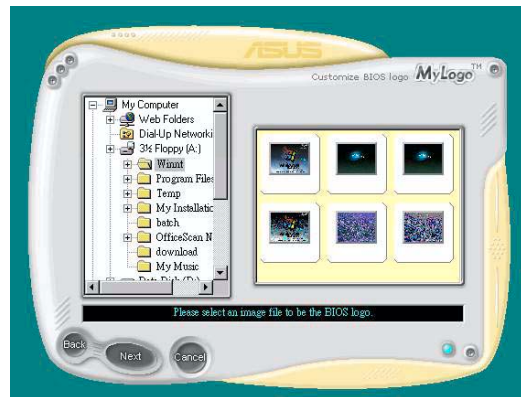 ASUS
Customize BIOS logo MyLogo™
My Computer
Web Folders
Dial-Up Networki
3½ Floppy (A:)
Winnt
Program Files
Temp
My Installatic
batch
OfficeScan N
download
My Music
Please select an image file to be the BIOS logo.
Back
Next
Cancel